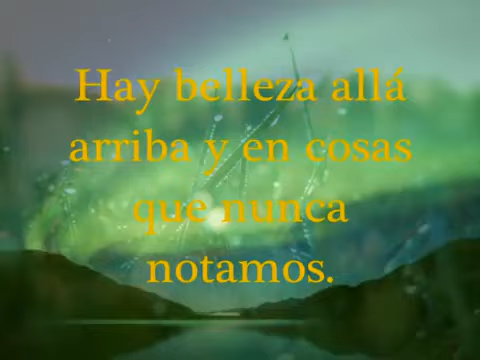 Hay belleza allá
arriba y en cosas
que nunca
notamos.